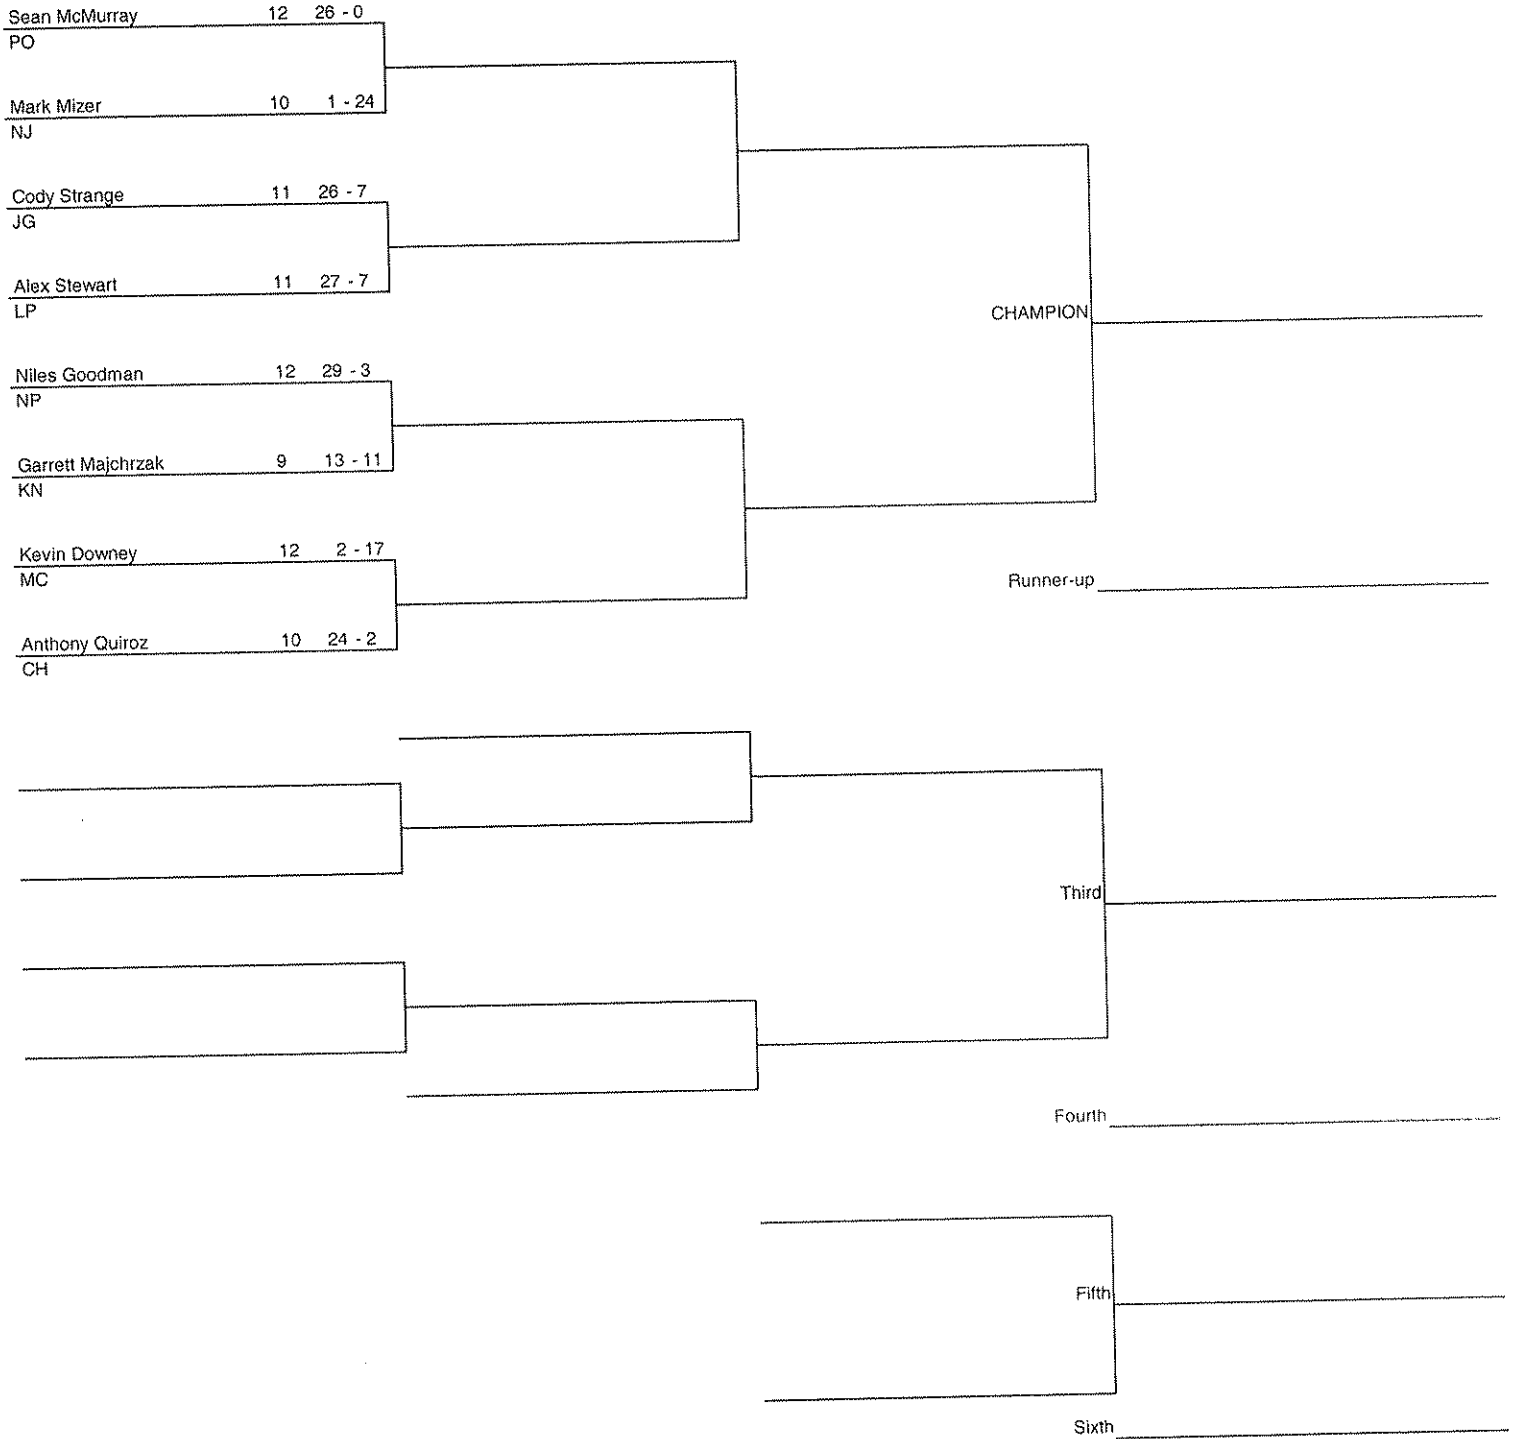 Sean McMurray 12 26 - 0
PO
Mark Mizer 10 1 - 24
NJ
Cody Strange 11 26 - 7
JG
Alex Stewart 11 27 - 7
LP
CHAMPION
Niles Goodman 12 29 - 3
NP
Garrett Majchrzak 9 13 - 11
KN
Kevin Downey 12 2 - 17
MC
Runner-up
Anthony Quiroz 10 24 - 2
CH
Third
Fourth
Fifth
Sixth